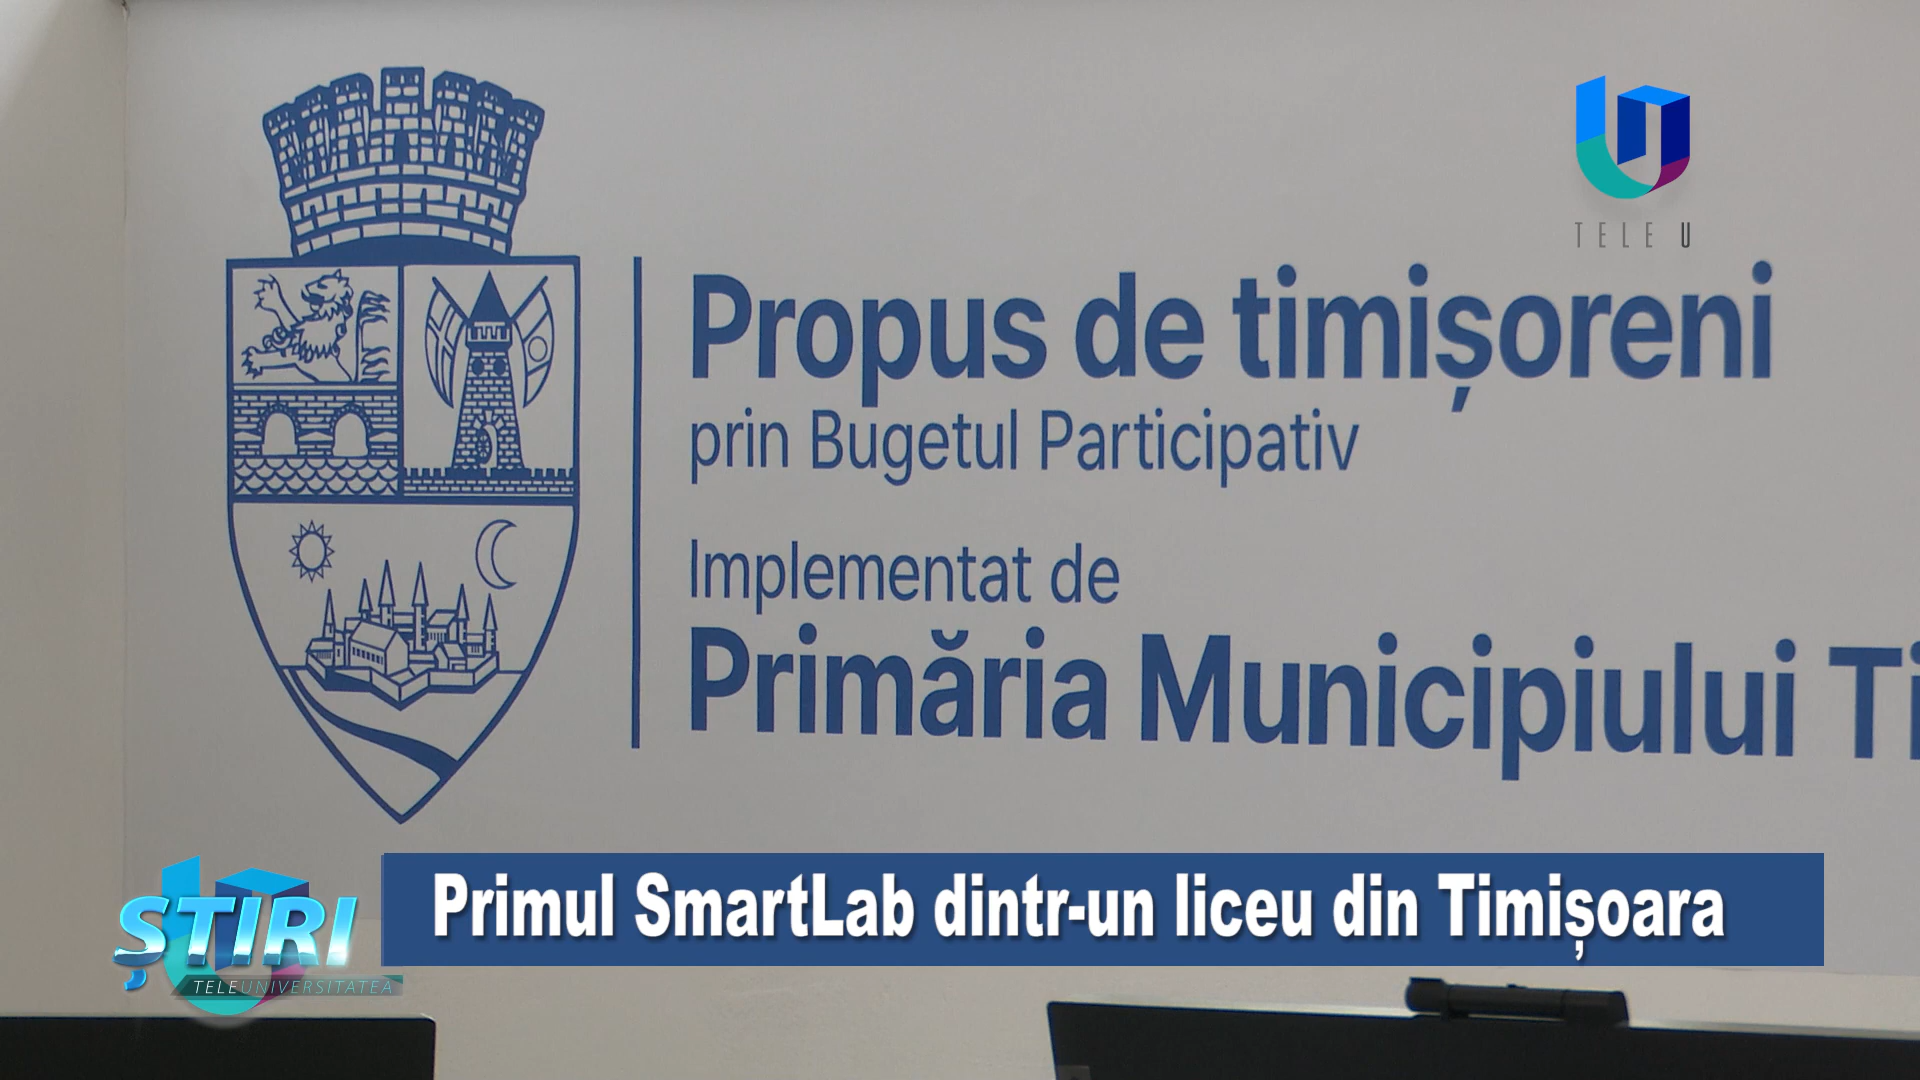 TELE U
Propus de timișoreni
prin Bugetul Participativ
Implementat de
Primăria Municipiului Ti
Primul SmartLab dintr-un liceu din Timișoara
ȘTIRI
TELEUNIVERSITATEA